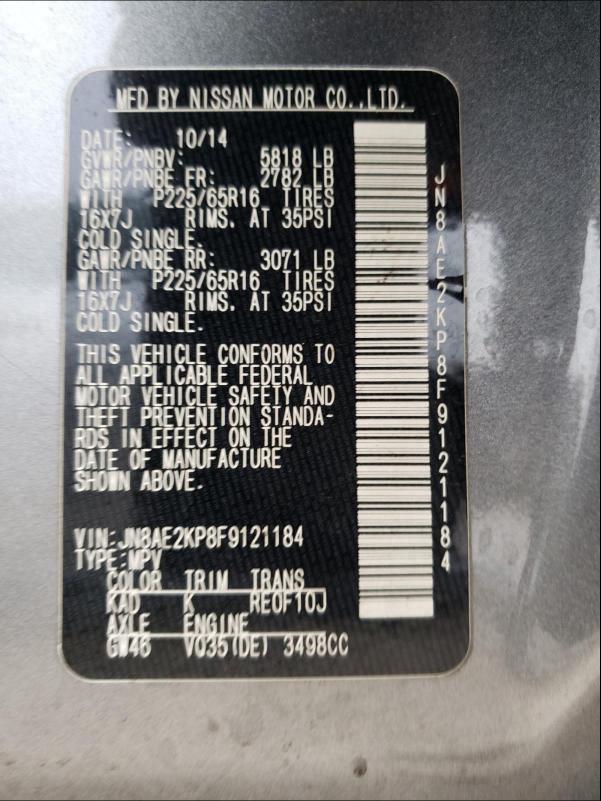 MFD BY NISSAN MOTOR CO.,LTD.
DATE: 10/14
GVWR/PNBV: 5818 LB
GAWR/PNBE FR: 2782 LB
WITH P225/65R16 TIRES
16X7J RIMS. AT 35PSI
COLD SINGLE.
GAWR/PNBE RR: 3071 LB
WITH P225/65R16 TIRES
16X7J RIMS. AT 35PSI
COLD SINGLE.
THIS VEHICLE CONFORMS TO
ALL APPLICABLE FEDERAL
MOTOR VEHICLE SAFETY AND
THEFT PREVENTION STANDA-
RDS IN EFFECT ON THE
DATE OF MANUFACTURE
SHOWN ABOVE.
VIN:JN8AE2KP8F9121184
TYPE:MPV
COLOR TRIM TRANS
KAD K RE0F10J
AXLE ENGINE
GW46 VQ35(DE) 3498CC
JN8AE2KP8F9121184